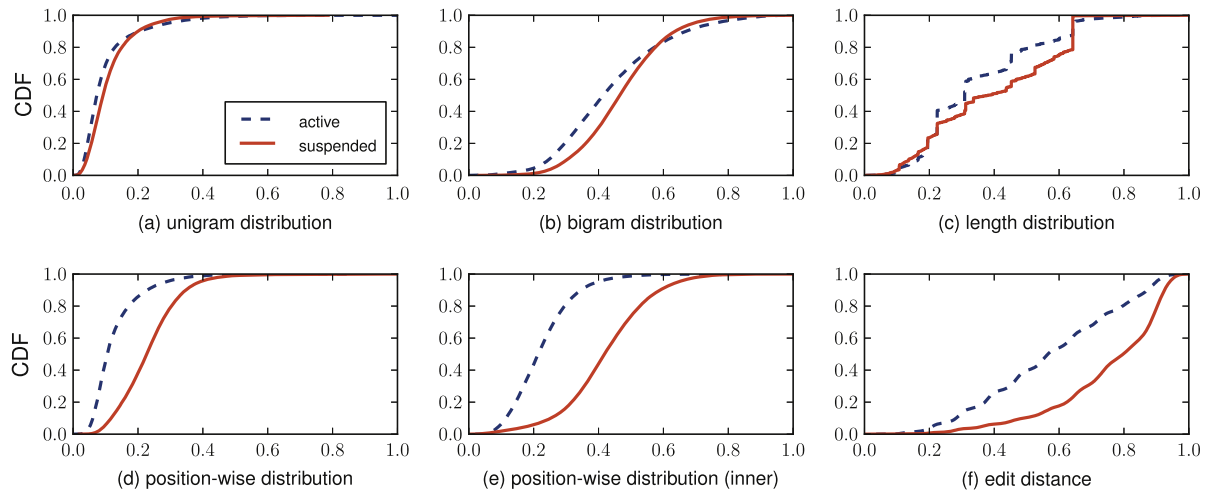 CDF
1.0
0.8
0.6
0.4
0.2
0.0
0.0 0.2 0.4 0.6 0.8 1.0
active
suspended
(a) unigram distribution
1.0
0.8
0.6
0.4
0.2
0.0
0.0 0.2 0.4 0.6 0.8 1.0
(b) bigram distribution
1.0
0.8
0.6
0.4
0.2
0.0
0.0 0.2 0.4 0.6 0.8 1.0
(c) length distribution
CDF
1.0
0.8
0.6
0.4
0.2
0.0
0.0 0.2 0.4 0.6 0.8 1.0
(d) position-wise distribution
1.0
0.8
0.6
0.4
0.2
0.0
0.0 0.2 0.4 0.6 0.8 1.0
(e) position-wise distribution (inner)
1.0
0.8
0.6
0.4
0.2
0.0
0.0 0.2 0.4 0.6 0.8 1.0
(f) edit distance